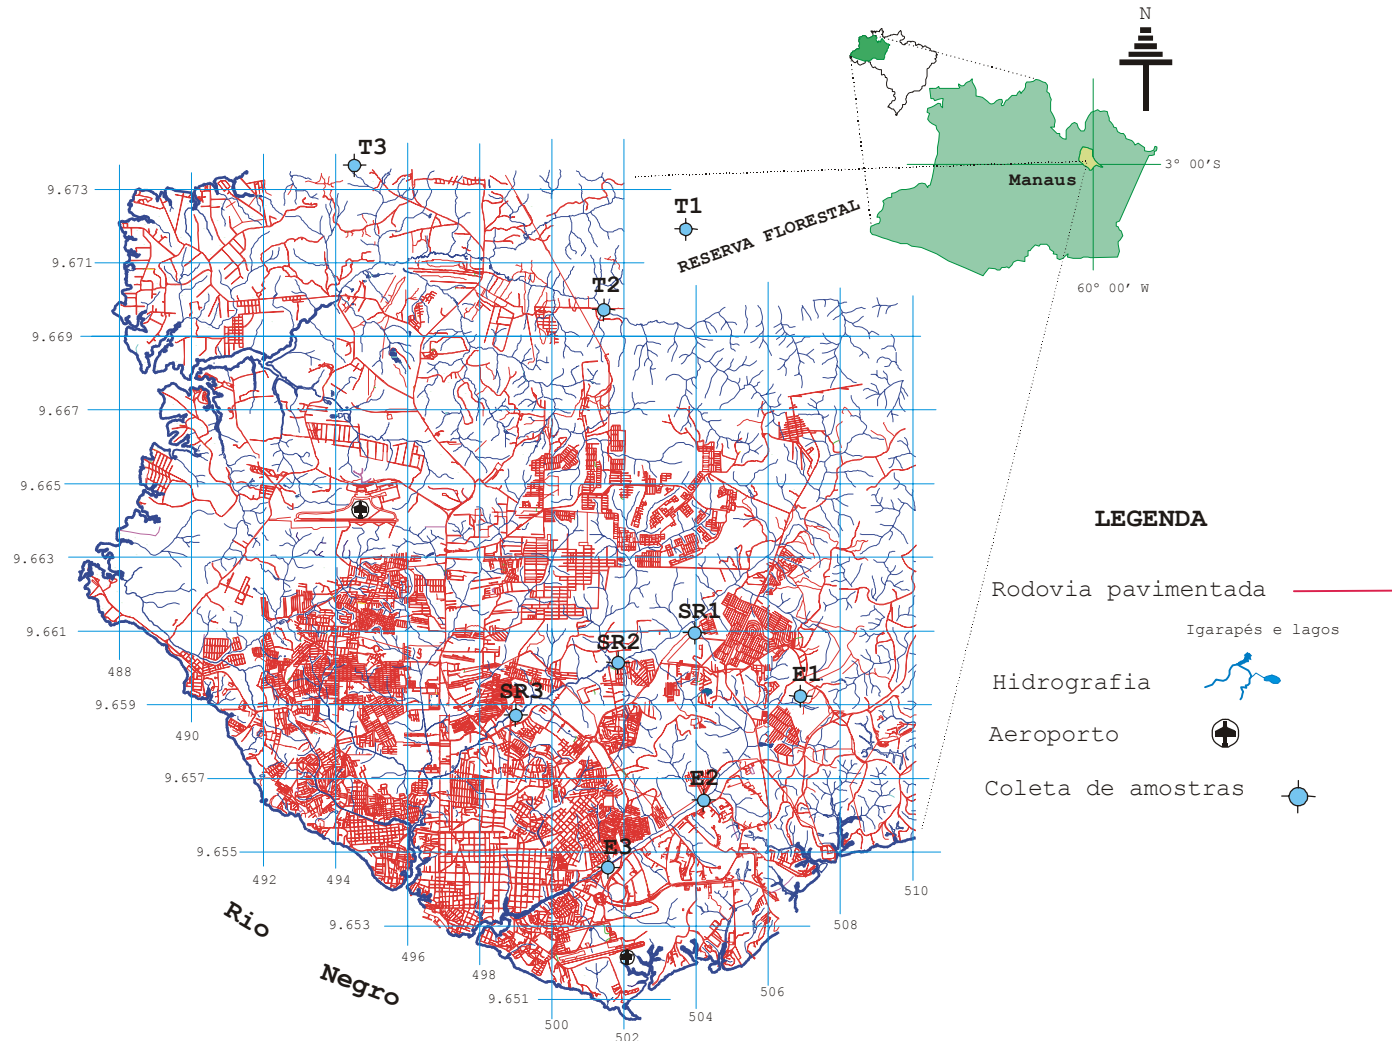 N
T3
3° 00'S
Manaus
9.673
T1
RESERVA FLORESTAL
9.671
T2
60° 00' W
9.669
9.667
9.665
LEGENDA
9.663
Rodovia pavimentada
SR1
9.661
Igarapés e lagos
SR2
488
E1
Hidrografia
SR3
9.659
490
Aeroporto
9.657
E2
Coleta de amostras
E3
9.655
492
494
510
Rio
9.653
508
496
498
Negro
506
9.651
504
500
502